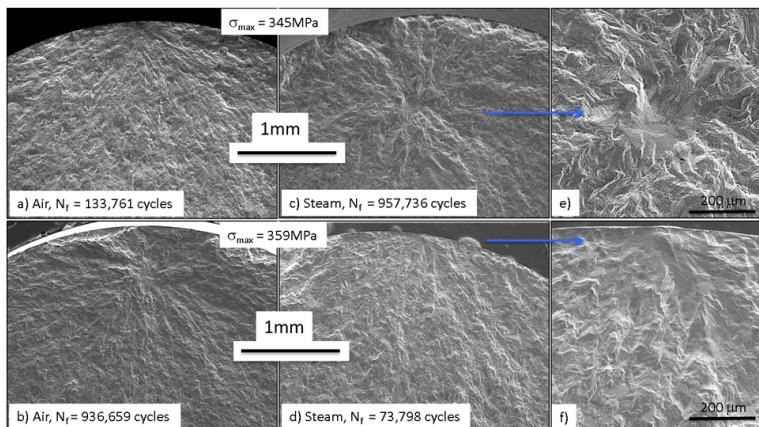 σmax = 345MPa
1mm
a) Air, Nf = 133,761 cycles
c) Steam, Nf = 957,736 cycles
e)
200 µm
σmax = 359MPa
1mm
b) Air, Nf = 936,659 cycles
d) Steam, Nf = 73,798 cycles
f)
200 µm